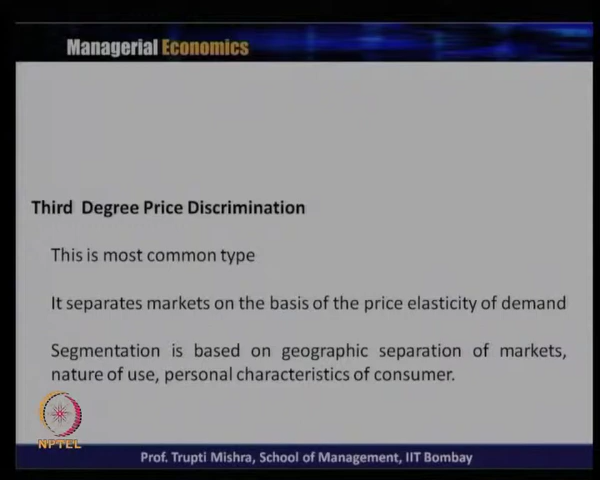 Managerial Economics
Third Degree Price Discrimination
This is most common type
It separates markets on the basis of the price elasticity of demand
Segmentation is based on geographic separation of markets,
nature of use, personal characteristics of consumer.
NPTEL
Prof. Trupti Mishra, School of Management, IIT Bombay